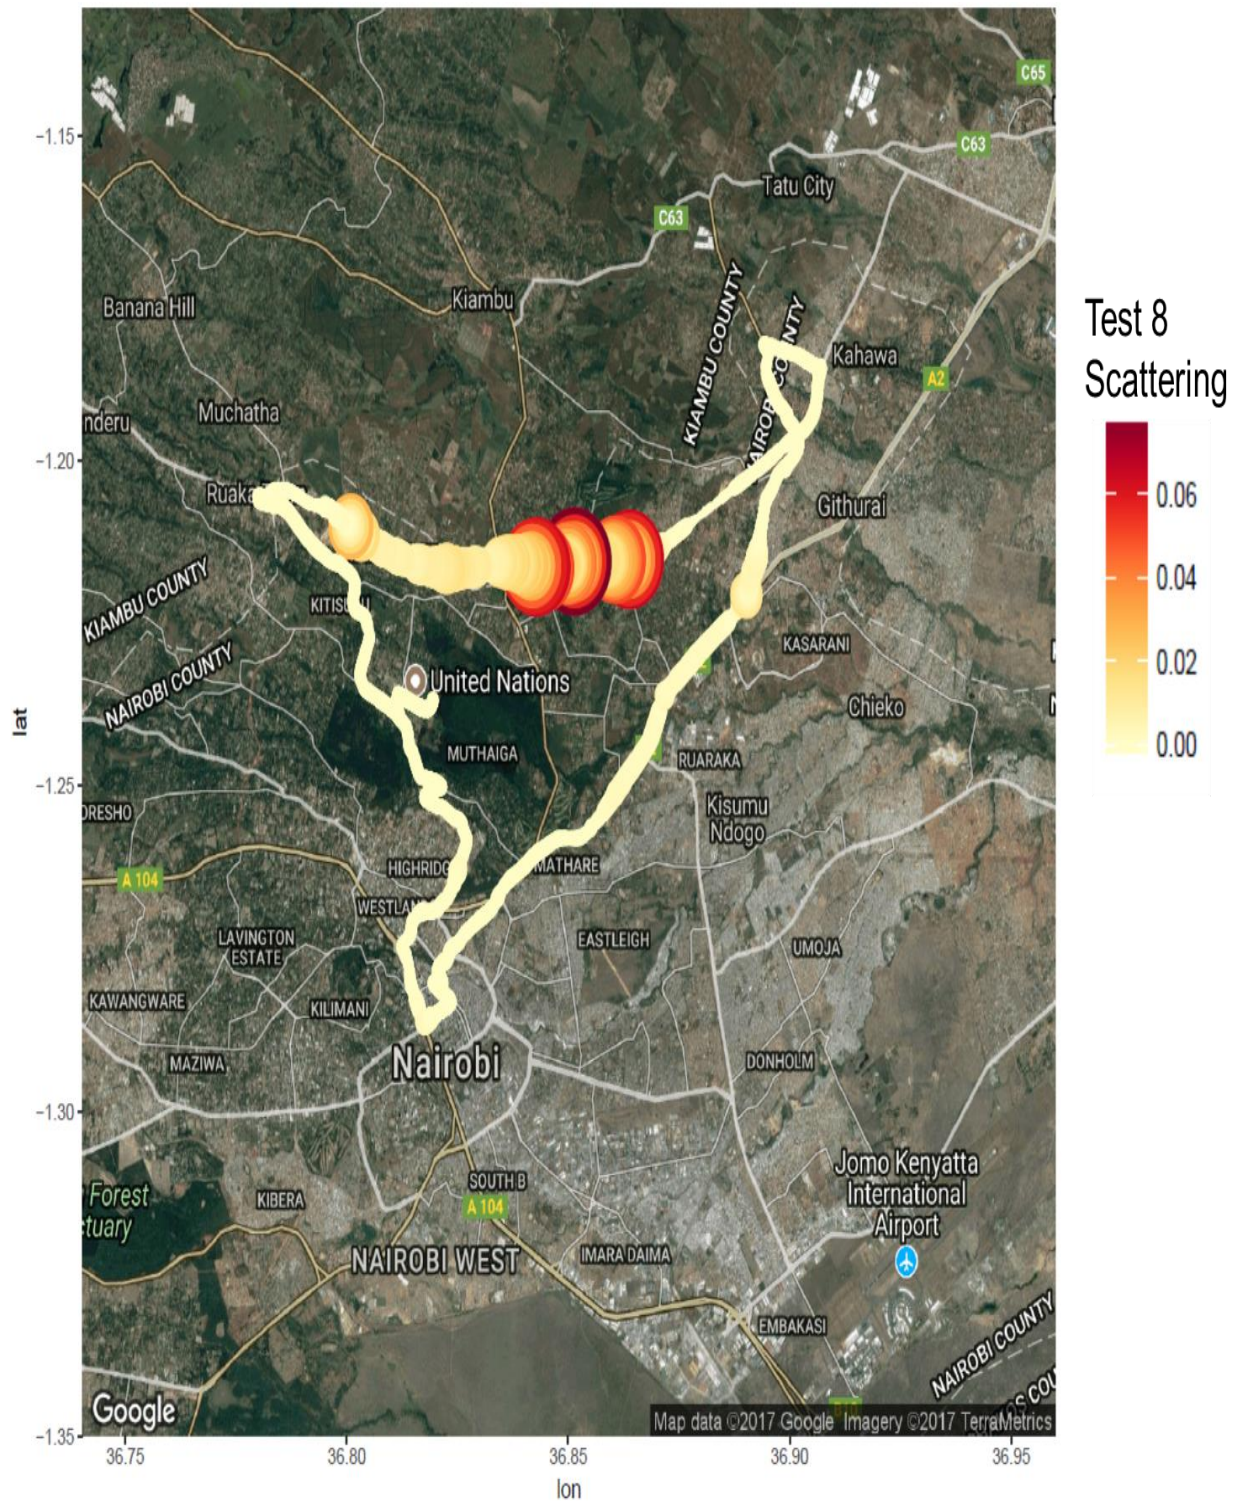 C65
C63
Tatu City
C63
Kiambu
Banana Hill
KIAMBU COUNTY
Kahawa
A2
Muchatha
nderu
Githurai
KIAMBU COUNTY
KASARANI
United Nations
NAIROBI COUNTY
Chieko
MUTHAIGA
RUARAKA
Kisumu
Ndogo
ORESHO
MATHARE
A 104
LAVINGTON
ESTATE
EASTLEIGH
UMOJA
KAWANGWARE
KILIMANI
Nairobi
MAZIWA
DONHOLM
Jomo Kenyatta
International
Airport
Forest
ctuary
KIBERA
SOUTH B
A 104
NAIROBI WEST
IMARA DAIMA
EMBAKASI
NAIROBI COUNTY
Google
Map data ©2017 Google Imagery ©2017 TerraMetrics
−1.15
−1.20
−1.25
−1.30
−1.35
lat
36.75
36.80
36.85
36.90
36.95
lon
Test 8
Scattering
0.06
0.04
0.02
0.00